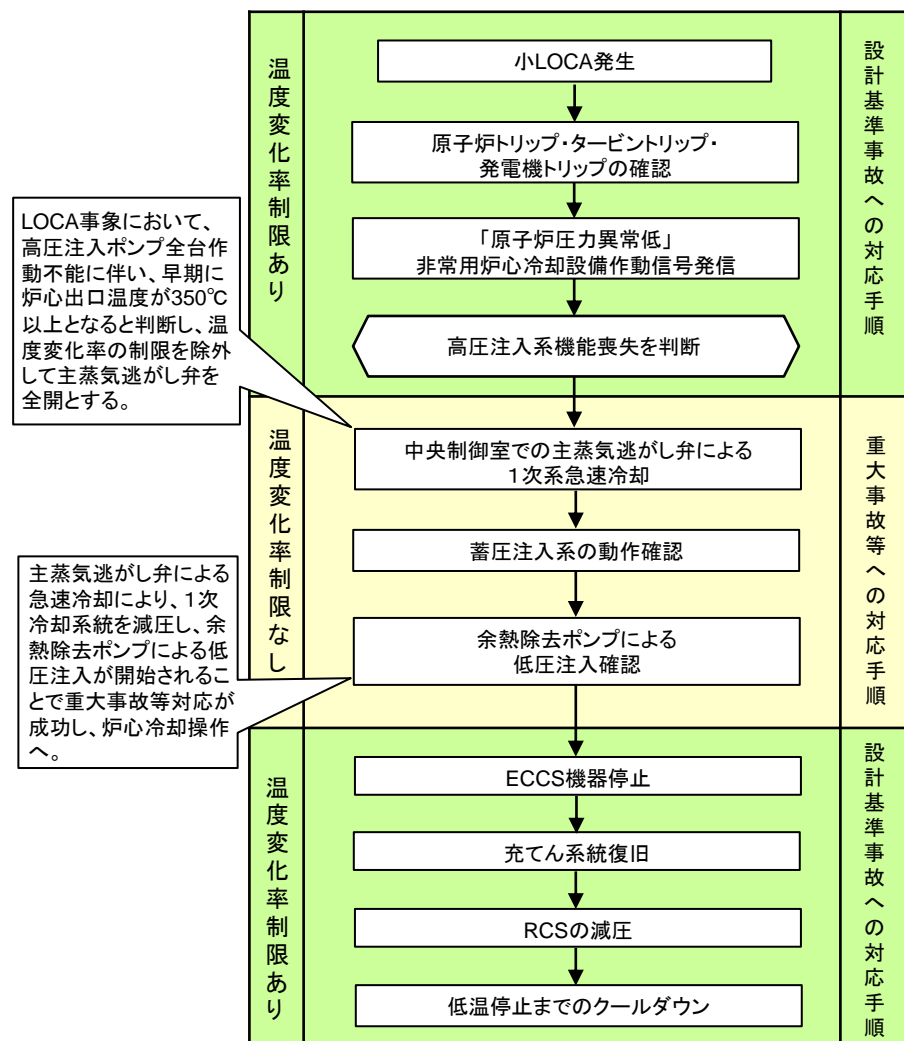 温度変化率制限あり
小LOCA発生
原子炉トリップ・タービントリップ・
発電機トリップの確認
「原子炉圧力異常低」
非常用炉心冷却設備作動信号発信
高圧注入系機能喪失を判断
設計基準事故への対応手順
LOCA事象において、
高圧注入ポンプ全台作
動不能に伴い、早期に
炉心出口温度が350℃
以上となると判断し、温
度変化率の制限を除外
して主蒸気逃がし弁を
全開とする。
温度変化率制限なし
中央制御室での主蒸気逃がし弁による
１次系急速冷却
蓄圧注入系の動作確認
余熱除去ポンプによる
低圧注入確認
重大事故等への対応手順
主蒸気逃がし弁による
急速冷却により、１次
冷却系統を減圧し、余
熱除去ポンプによる低
圧注入が開始されるこ
とで重大事故等対応が
成功し、炉心冷却操作
へ。
温度変化率制限あり
ECCS機器停止
充てん系統復旧
RCSの減圧
低温停止までのクールダウン
設計基準事故への対応手順